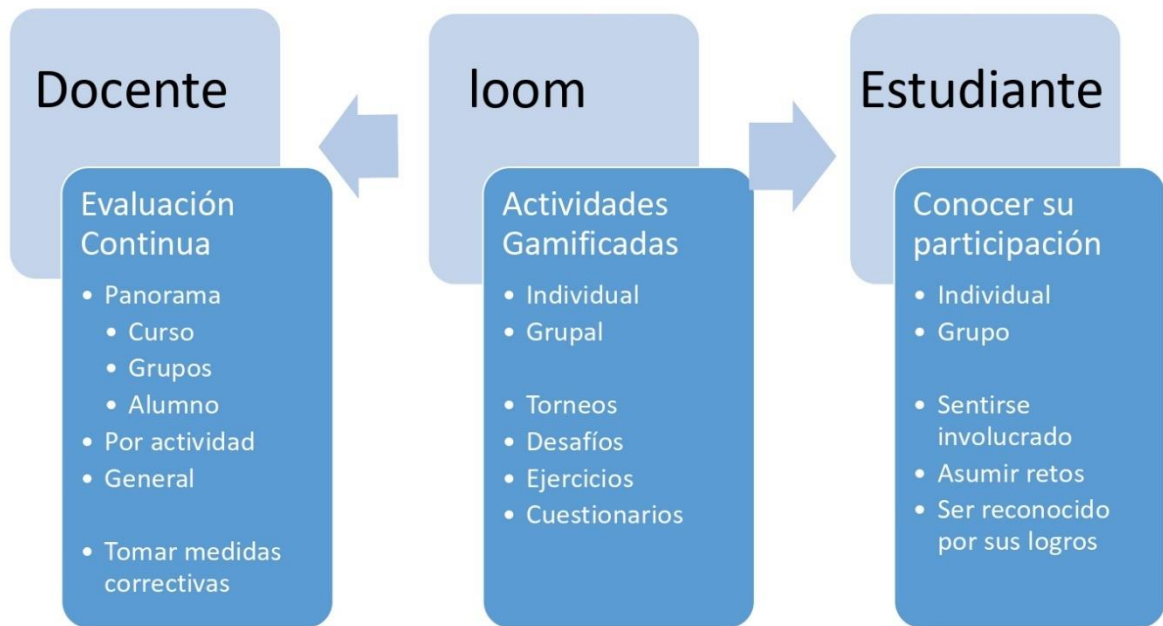 Docente
Evaluación
Continua
• Panorama
• Curso
• Grupos
• Alumno
• Por actividad
• General
• Tomar medidas
correctivas
loom
Actividades
Gamificadas
• Individual
• Grupal
• Torneos
• Desafíos
• Ejercicios
• Cuestionarios
Estudiante
Conocer su
participación
• Individual
• Grupo
• Sentirse
involucrado
• Asumir retos
• Ser reconocido
por sus logros